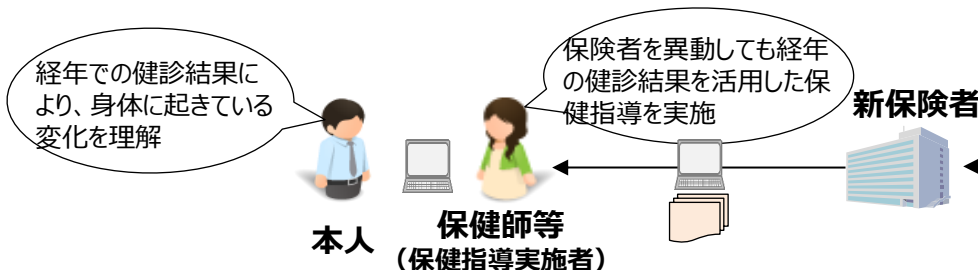 経年での健診結果に
より、身体に起きている
変化を理解
保険者を異動しても経年
の健診結果を活用した保
健指導を実施
新保険者
本人
保健師等
（保健指導実施者）